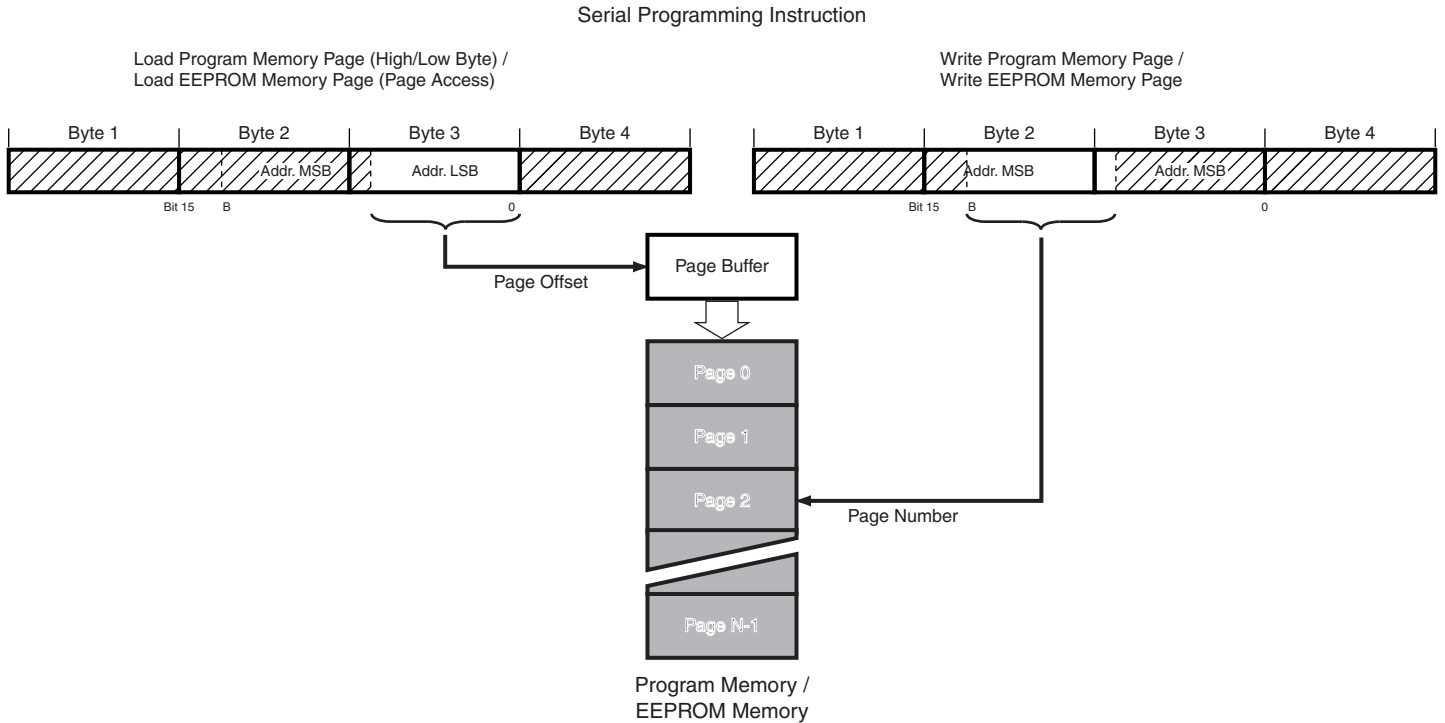 Serial Programming Instruction
Load Program Memory Page (High/Low Byte) /
Load EEPROM Memory Page (Page Access)
Write Program Memory Page /
Write EEPROM Memory Page
Byte 1 Byte 2 Byte 3 Byte 4
Byte 1 Byte 2 Byte 3 Byte 4
Addr. MSB Addr. LSB
Addr. MSB Addr. MSB
Bit 15 B 0
Bit 15 B 0
Page Buffer
Page Offset
Page 0
Page 1
Page 2
Page Number
Page N-1
Program Memory /
EEPROM Memory